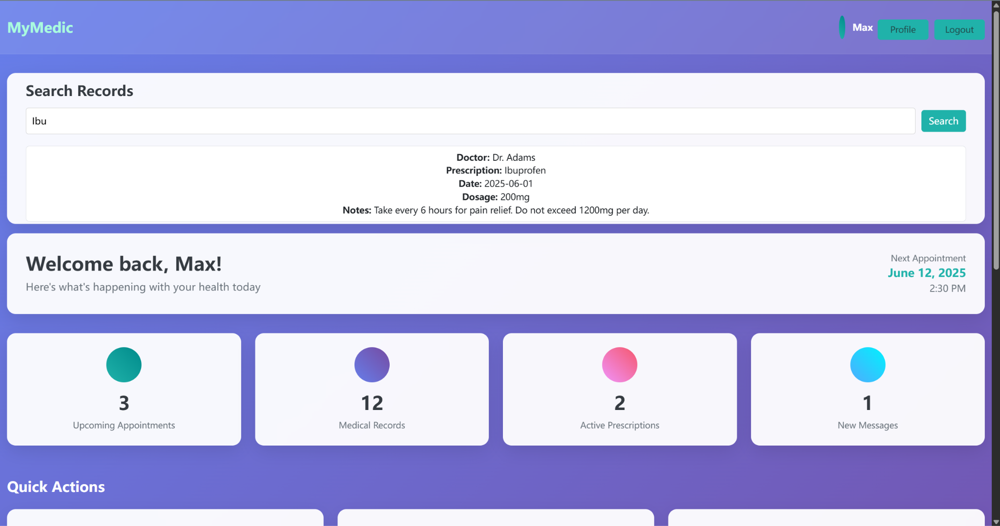 MyMedic
Max
Profile
Logout
Search Records
Ibu
Search
Doctor: Dr. Adams
Prescription: Ibuprofen
Date: 2025-06-01
Dosage: 200mg
Notes: Take every 6 hours for pain relief. Do not exceed 1200mg per day.
Welcome back, Max!
Here's what's happening with your health today
Next Appointment
June 12, 2025
2:30 PM
3
Upcoming Appointments
12
Medical Records
2
Active Prescriptions
1
New Messages
Quick Actions